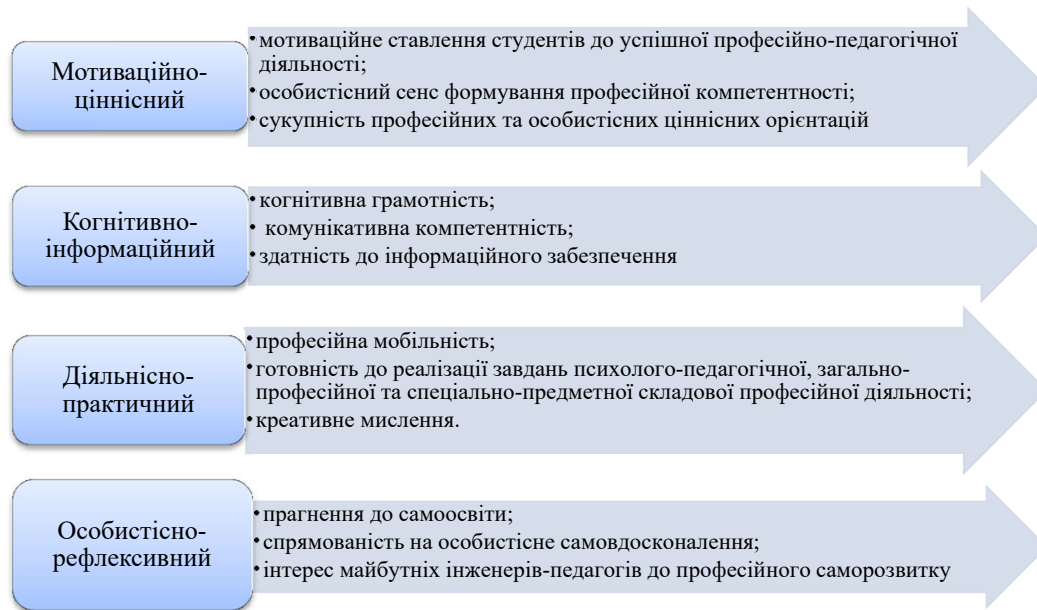 Мотиваційно-
ціннісний
•мотиваційне ставлення студентів до успішної професійно-педагогічної
діяльності;
•особистісний сенс формування професійної компетентності;
•сукупність професійних та особистісних ціннісних орієнтацій
Когнітивно-
інформаційний
•когнітивна грамотність;
• комунікативна компетентність;
•здатність до інформаційного забезпечення
Діяльнісно-
практичний
•професійна мобільність;
•готовність до реалізації завдань психолого-педагогічної, загально-
професійної та спеціально-предметної складової професійної діяльності;
•креативне мислення.
Особистісно-
рефлексивний
•прагнення до самоосвіти;
•спрямованість на особистісне самовдосконалення;
•інтерес майбутніх інженерів-педагогів до професійного саморозвитку